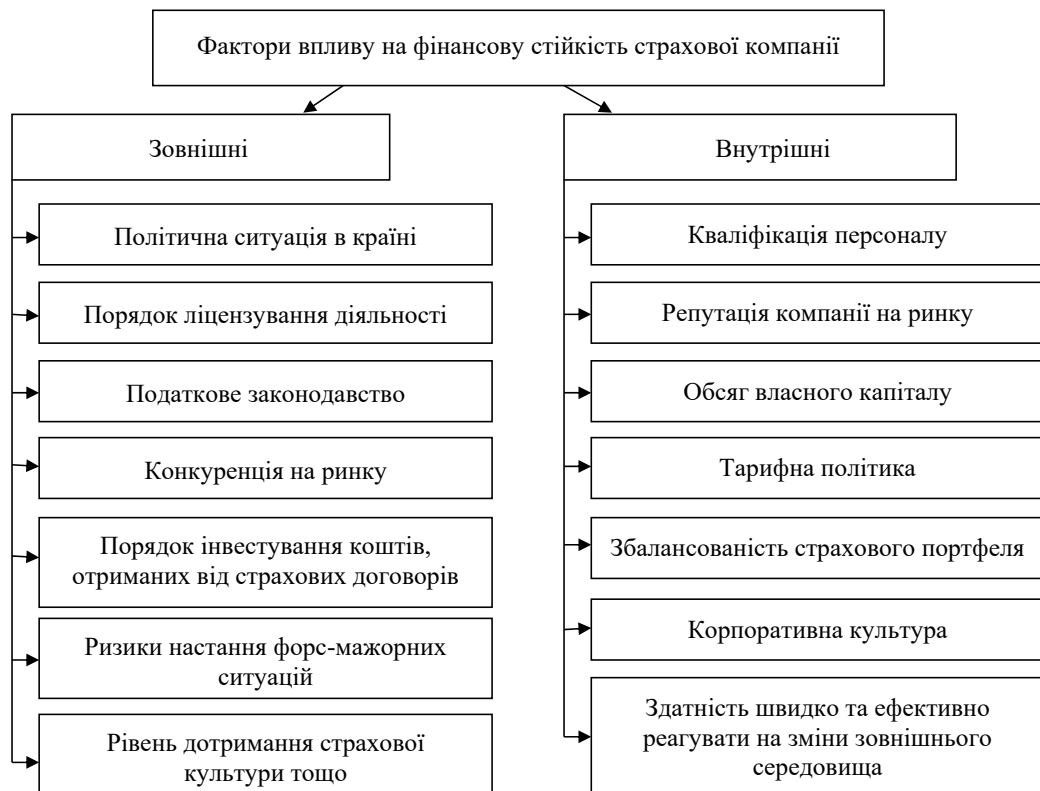 Фактори впливу на фінансову стійкість страхової компанії
Зовнішні
Політична ситуація в країні
Порядок ліцензування діяльності
Податкове законодавство
Конкуренція на ринку
Порядок інвестування коштів,
отриманих від страхових договорів
Ризики настання форс-мажорних
ситуацій
Рівень дотримання страхової
культури тощо
Внутрішні
Кваліфікація персоналу
Репутація компанії на ринку
Обсяг власного капіталу
Тарифна політика
Збалансованість страхового портфеля
Корпоративна культура
Здатність швидко та ефективно
реагувати на зміни зовнішнього
середовища